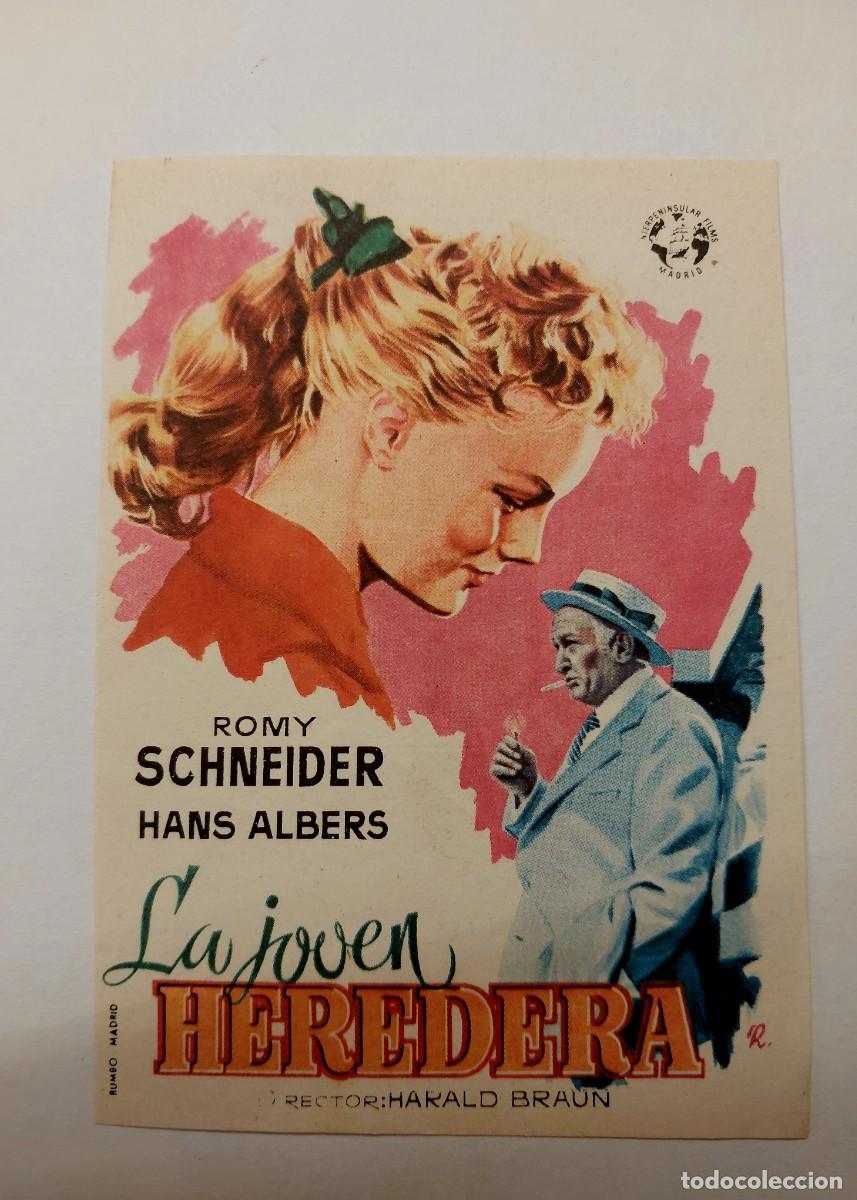 INTERPENINSULAR FILMS
MADRID
ROMY
SCHNEIDER
HANS ALBERS
La joven
HEREDERA
RECTOR: HARALD BRAUN
RUMBO MADRID
R.
todocoleccion